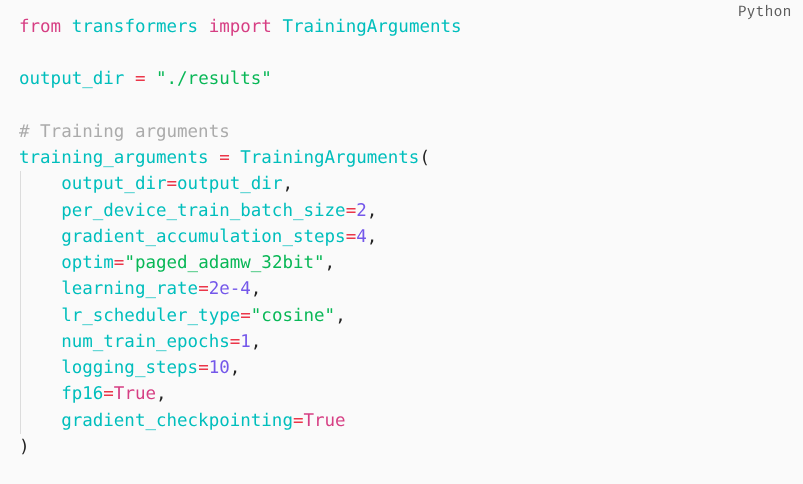 Python
from transformers import TrainingArguments

output_dir = "./results"

# Training arguments
training_arguments = TrainingArguments(
    output_dir=output_dir,
    per_device_train_batch_size=2,
    gradient_accumulation_steps=4,
    optim="paged_adamw_32bit",
    learning_rate=2e-4,
    lr_scheduler_type="cosine",
    num_train_epochs=1,
    logging_steps=10,
    fp16=True,
    gradient_checkpointing=True
)